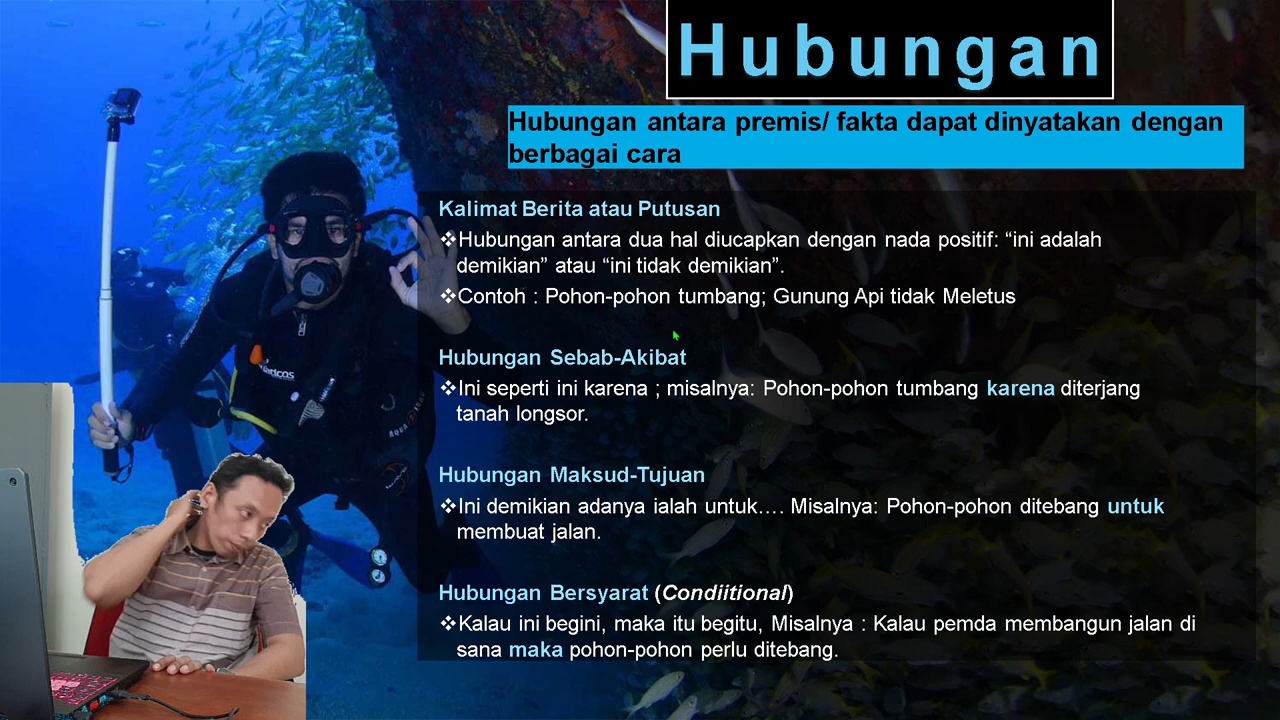 Hubungan
Hubungan antara premis/ fakta dapat dinyatakan dengan
berbagai cara
Kalimat Berita atau Putusan
❖Hubungan antara dua hal diucapkan dengan nada positif: “ini adalah
demikian” atau “ini tidak demikian”.
❖Contoh : Pohon-pohon tumbang; Gunung Api tidak Meletus
Hubungan Sebab-Akibat
❖Ini seperti ini karena ; misalnya: Pohon-pohon tumbang karena diterjang
tanah longsor.
Hubungan Maksud-Tujuan
❖Ini demikian adanya ialah untuk…. Misalnya: Pohon-pohon ditebang untuk
membuat jalan.
Hubungan Bersyarat (Condiitional)
❖Kalau ini begini, maka itu begitu, Misalnya : Kalau pemda membangun jalan di
sana maka pohon-pohon perlu ditebang.